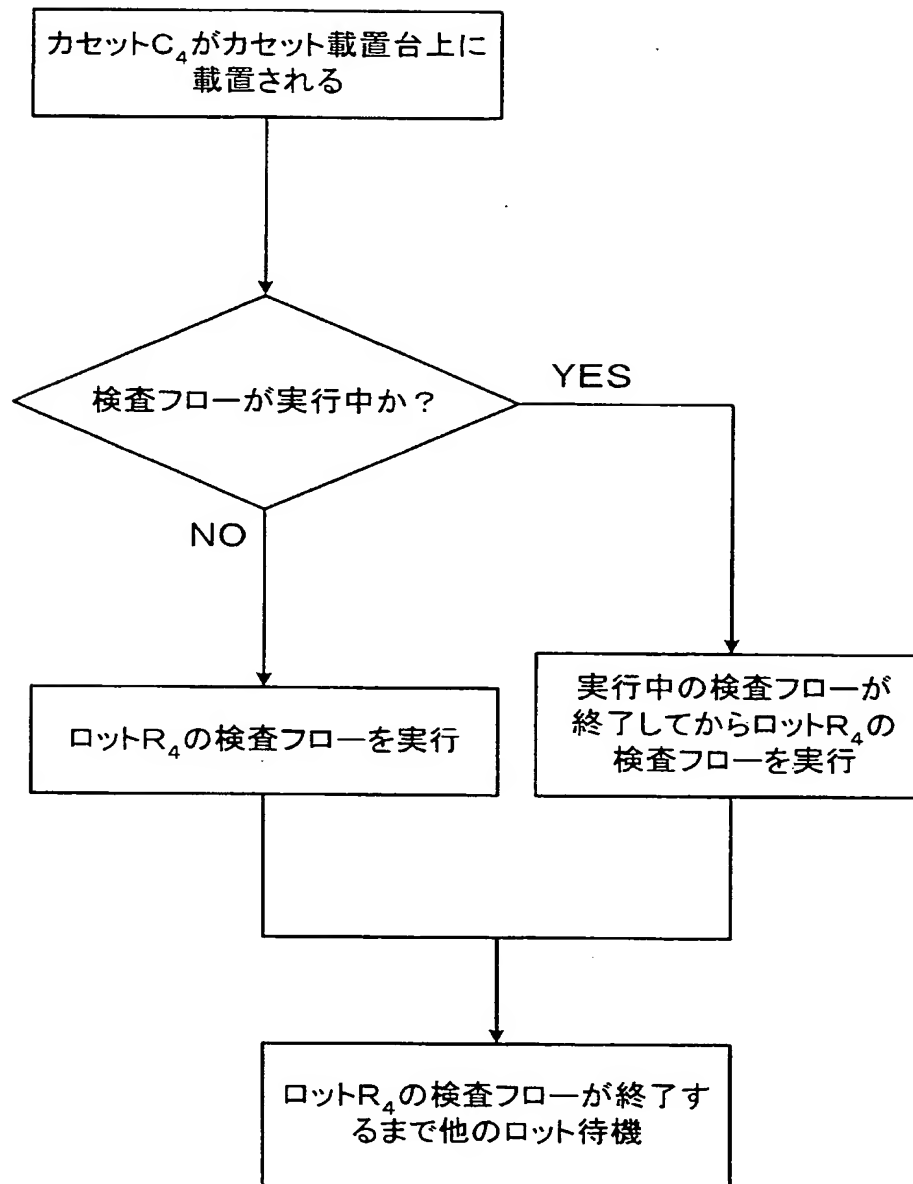 カセットC₄がカセット載置台上に
載置される
検査フローが実行中か？
YES
NO
ロットR₄の検査フローを実行
実行中の検査フローが
終了してからロットR₄の
検査フローを実行
ロットR₄の検査フローが終了す
るまで他のロット待機